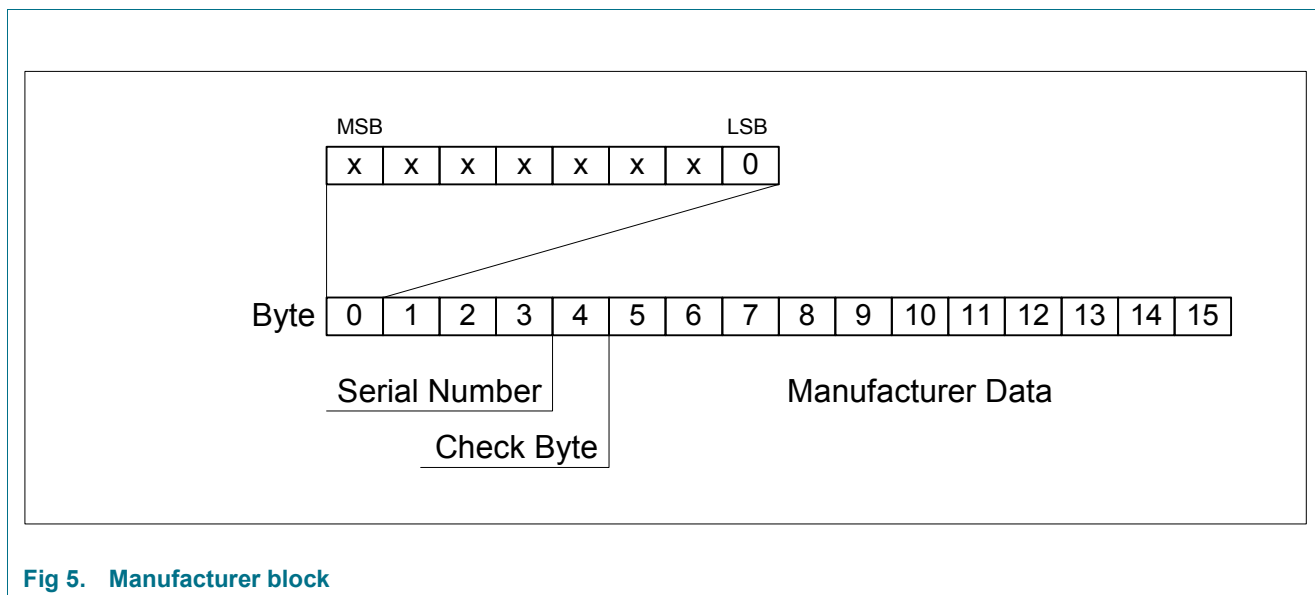 MSB LSB
x x x x x x x 0
Byte 0 1 2 3 4 5 6 7 8 9 10 11 12 13 14 15
Serial Number Manufacturer Data
Check Byte
Fig 5. Manufacturer block